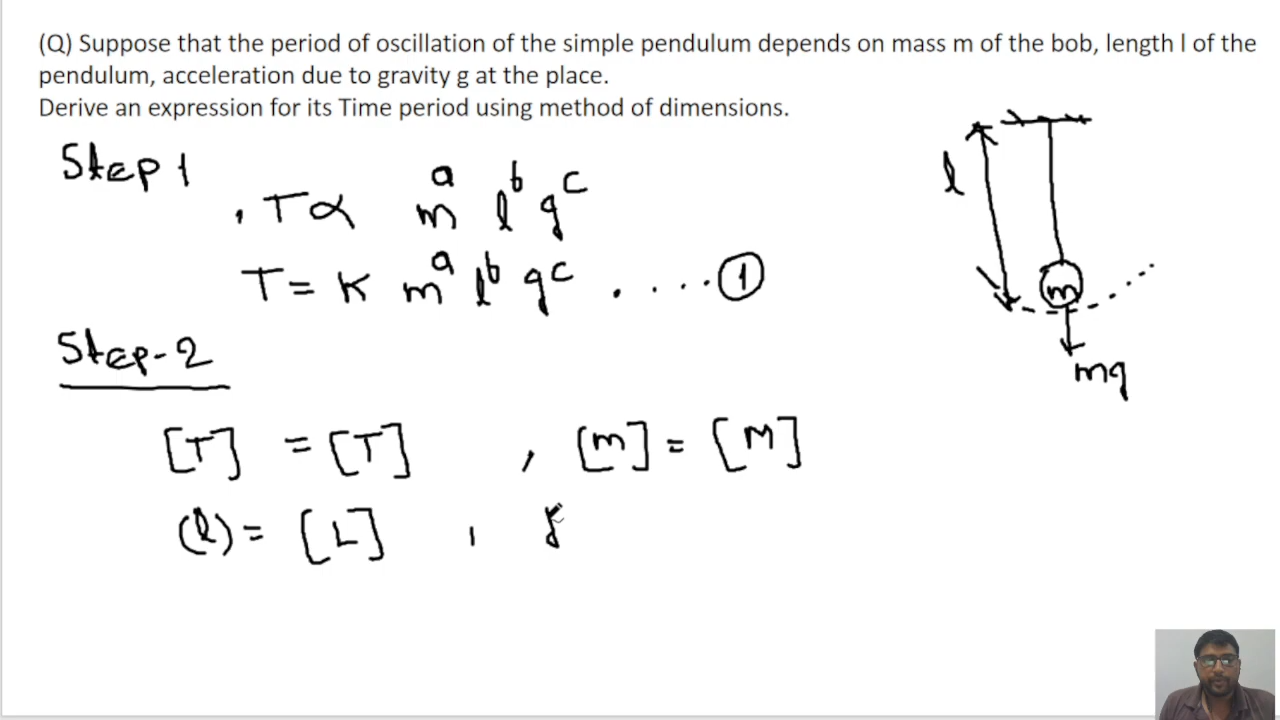 (Q) Suppose that the period of oscillation of the simple pendulum depends on mass m of the bob, length l of the
pendulum, acceleration due to gravity g at the place.
Derive an expression for its Time period using method of dimensions.
Step 1
T ∝ m^a l^b g^c
T = K m^a l^b g^c ..... ①
l
m
mg
Step-2
[T] = [T] , [m] = [M]
(l) = [L] ,